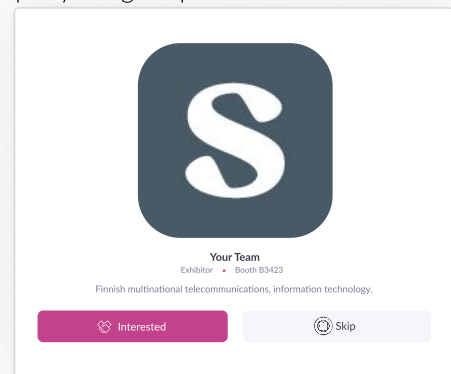 S
Your Team
Exhibitor • Booth B3423
Finnish multinational telecommunications, information technology.
Interested
Skip